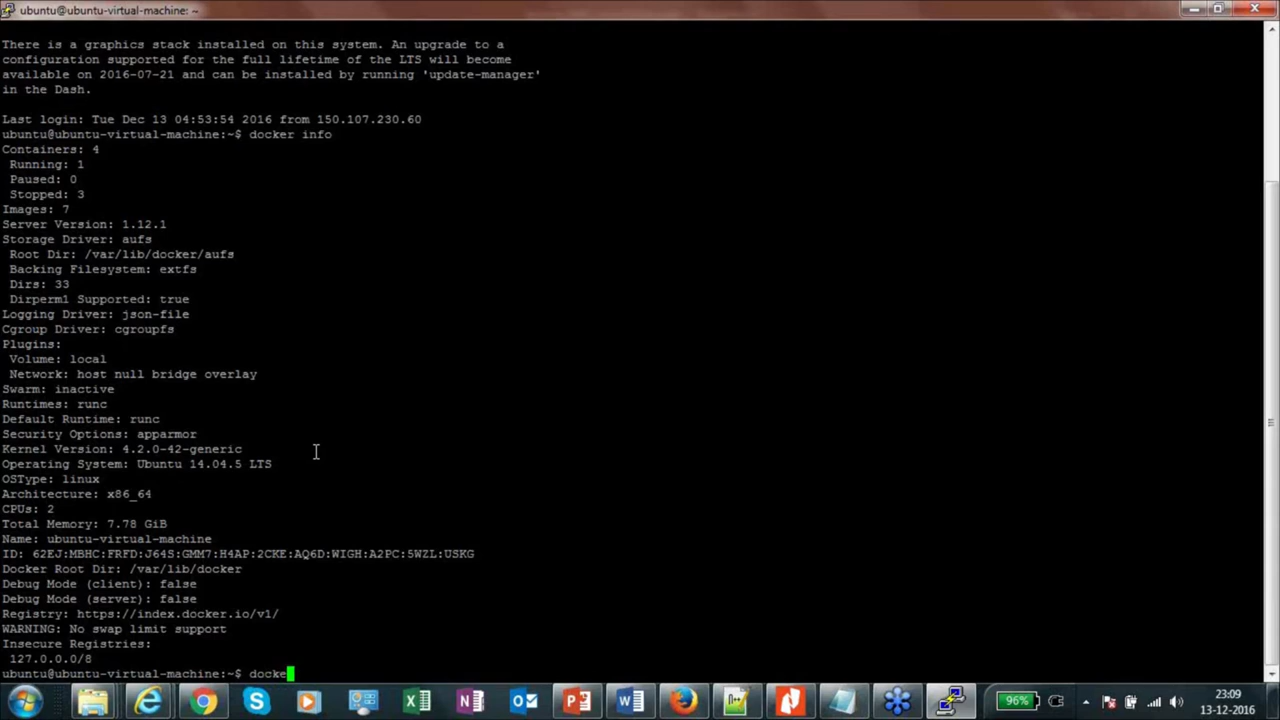 ubuntu@ubuntu-virtual-machine: ~
There is a graphics stack installed on this system. An upgrade to a
configuration supported for the full lifetime of the LTS will become
available on 2016-07-21 and can be installed by running 'update-manager'
in the Dash.
Last login: Tue Dec 13 04:53:54 2016 from 150.107.230.60
ubuntu@ubuntu-virtual-machine:~$ docker info
Containers: 4
 Running: 1
 Paused: 0
 Stopped: 3
Images: 7
Server Version: 1.12.1
Storage Driver: aufs
 Root Dir: /var/lib/docker/aufs
 Backing Filesystem: extfs
 Dirs: 33
 Dirperm1 Supported: true
Logging Driver: json-file
Cgroup Driver: cgroupfs
Plugins:
 Volume: local
 Network: host null bridge overlay
Swarm: inactive
Runtimes: runc
Default Runtime: runc
Security Options: apparmor
Kernel Version: 4.2.0-42-generic
Operating System: Ubuntu 14.04.5 LTS
OSType: linux
Architecture: x86_64
CPUs: 2
Total Memory: 7.78 GiB
Name: ubuntu-virtual-machine
ID: 62EJ:MBHC:FRFD:J64S:GMM7:H4AP:2CKE:AQ6D:WIGH:A2PC:5WZL:USKG
Docker Root Dir: /var/lib/docker
Debug Mode (client): false
Debug Mode (server): false
Registry: https://index.docker.io/v1/
WARNING: No swap limit support
Insecure Registries:
 127.0.0.0/8
ubuntu@ubuntu-virtual-machine:~$ docke
96%
23:09
13-12-2016